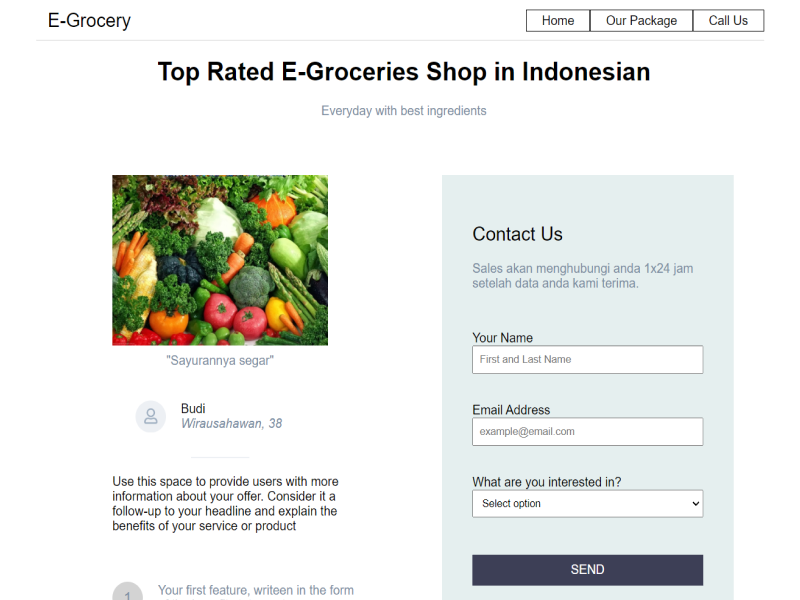 E-Grocery
Home
Our Package
Call Us
Top Rated E-Groceries Shop in Indonesian
Everyday with best ingredients
"Sayurannya segar"
Budi
Wirausahawan, 38
Use this space to provide users with more
information about your offer. Consider it a
follow-up to your headline and explain the
benefits of your service or product
1
Your first feature, writeen in the form
Contact Us
Sales akan menghubungi anda 1x24 jam
setelah data anda kami terima.
Your Name
First and Last Name
Email Address
example@email.com
What are you interested in?
Select option
SEND